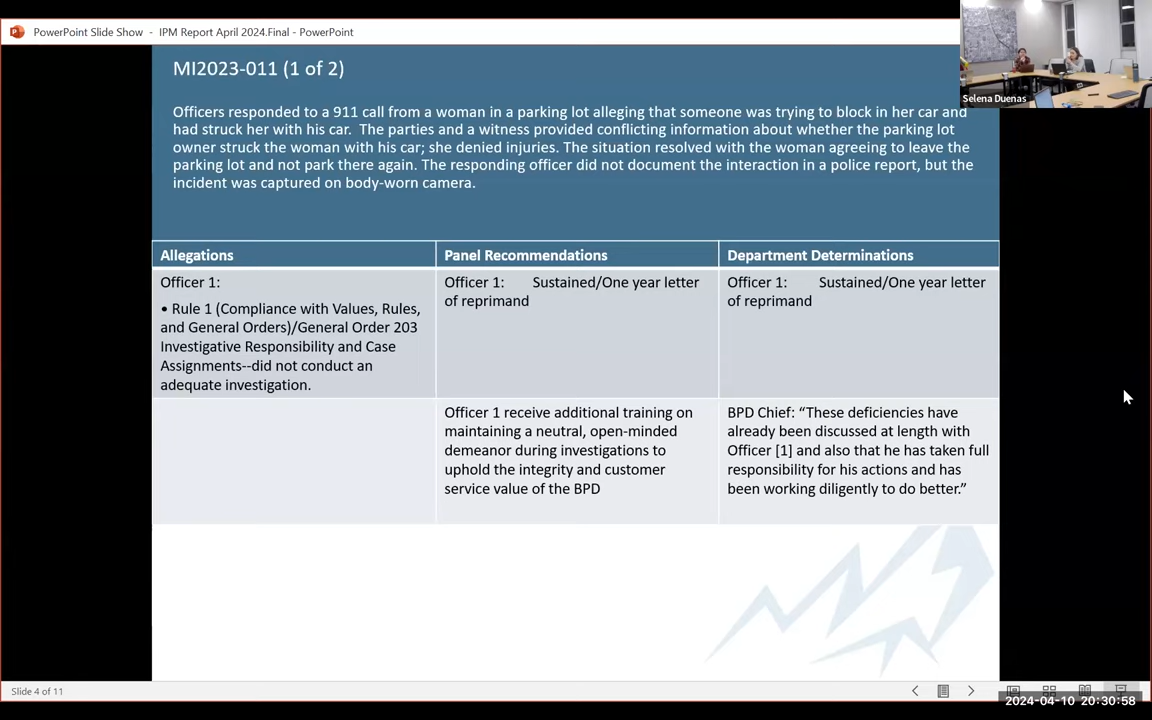 PowerPoint Slide Show - IPM Report April 2024.Final - PowerPoint
Selena Duenas
MI2023-011 (1 of 2)
Officers responded to a 911 call from a woman in a parking lot alleging that someone was trying to block in her car and
had struck her with his car. The parties and a witness provided conflicting information about whether the parking lot
owner struck the woman with his car; she denied injuries. The situation resolved with the woman agreeing to leave the
parking lot and not park there again. The responding officer did not document the interaction in a police report, but the
incident was captured on body-worn camera.
Allegations
Panel Recommendations
Department Determinations
Officer 1:
• Rule 1 (Compliance with Values, Rules,
and General Orders)/General Order 203
Investigative Responsibility and Case
Assignments--did not conduct an
adequate investigation.
Officer 1: Sustained/One year letter
of reprimand
Officer 1: Sustained/One year letter
of reprimand
Officer 1 receive additional training on
maintaining a neutral, open-minded
demeanor during investigations to
uphold the integrity and customer
service value of the BPD
BPD Chief: “These deficiencies have
already been discussed at length with
Officer [1] and also that he has taken full
responsibility for his actions and has
been working diligently to do better.”
Slide 4 of 11
2024-04-10 20:30:58